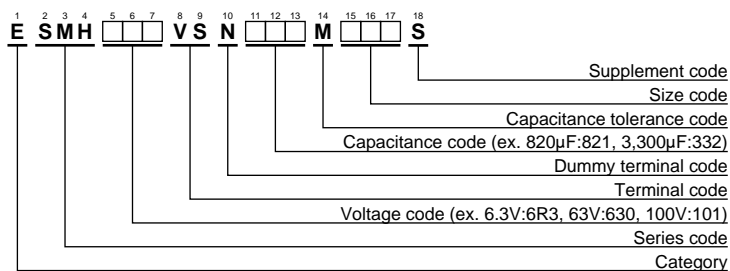 1 2 3 4 5 6 7 8 9 10 11 12 13 14 15 16 17 18
E SMH VS N M S
Supplement code
Size code
Capacitance tolerance code
Capacitance code (ex. 820μF:821, 3,300μF:332)
Dummy terminal code
Terminal code
Voltage code (ex. 6.3V:6R3, 63V:630, 100V:101)
Series code
Category